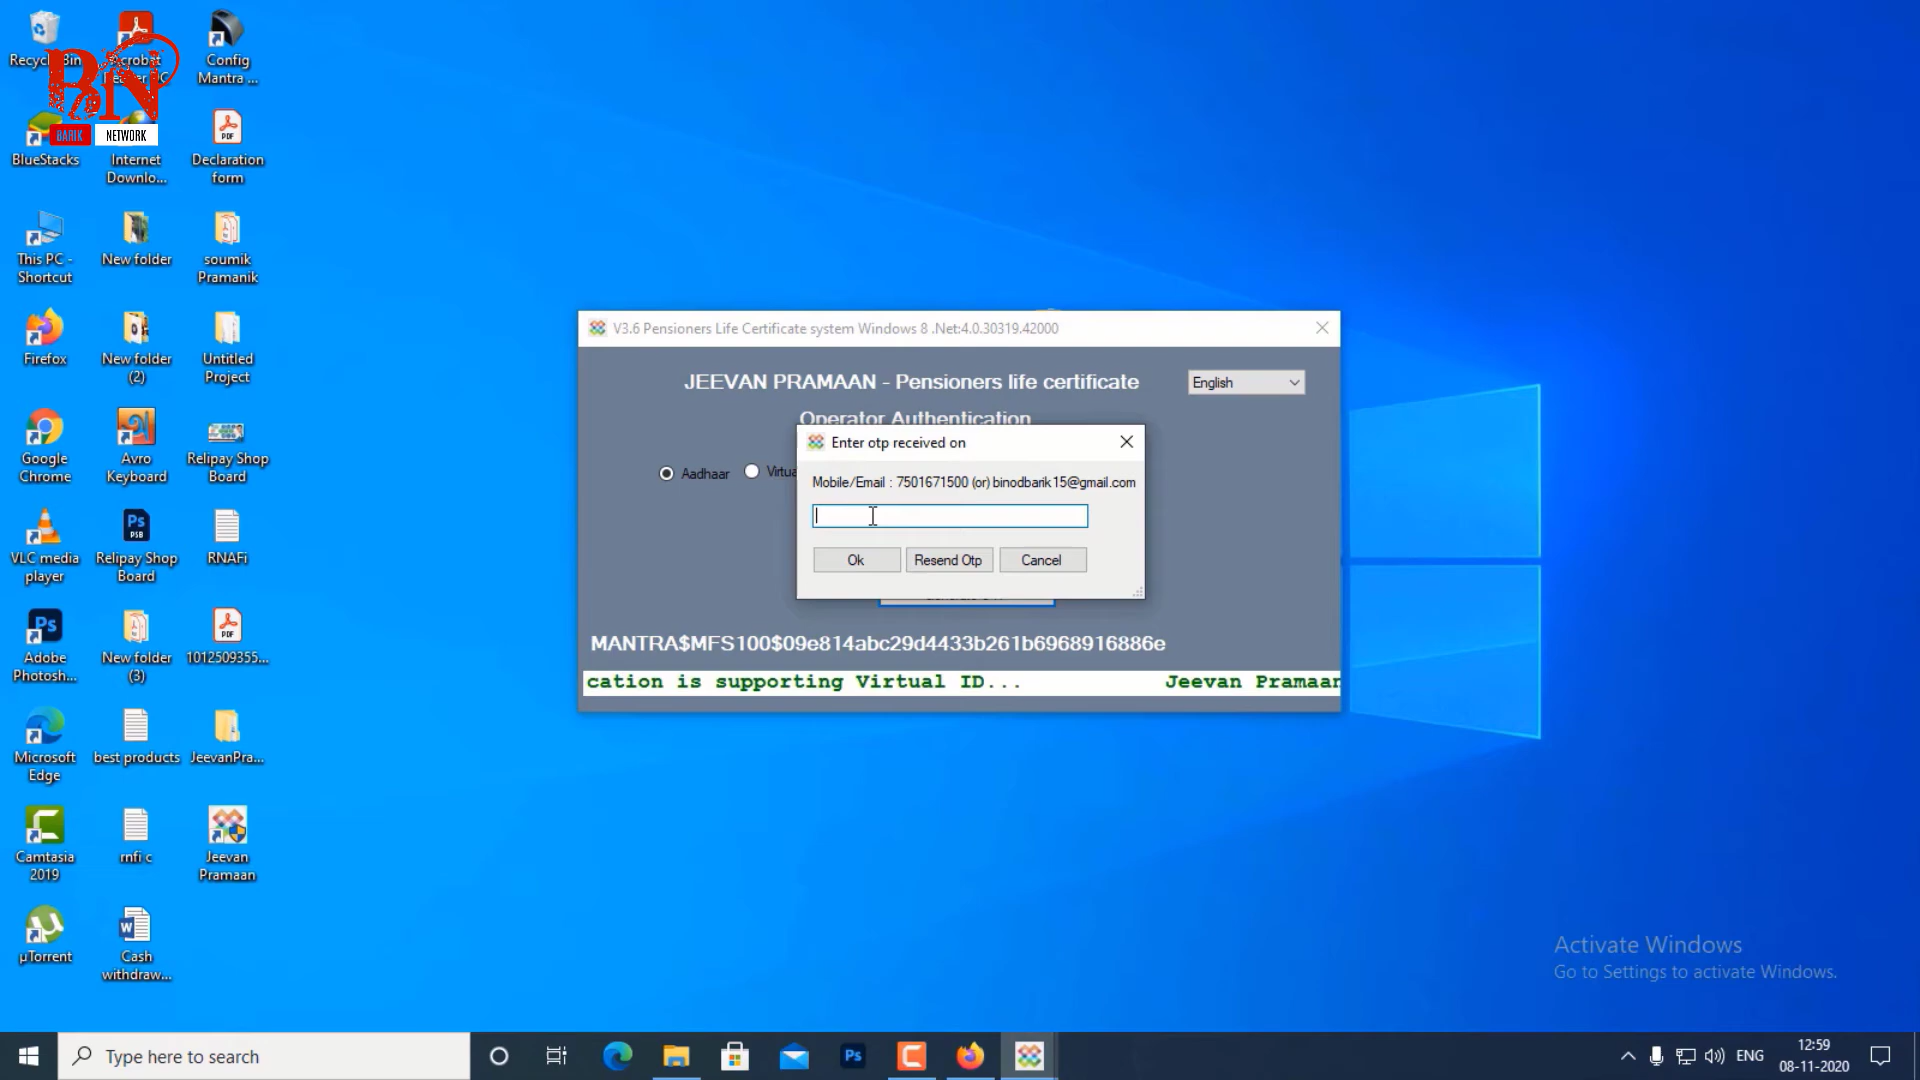 Recycle Bin
Acrobat
Reader DC
Config
Mantra ...
BN
BARIK NETWORK
BlueStacks
Internet
Downlo...
Declaration
form
This PC -
Shortcut
New folder
soumik
Pramanik
Firefox
New folder
(2)
Untitled
Project
Google
Chrome
Avro
Keyboard
Relipay Shop
Board
VLC media
player
Relipay Shop
Board
RNAFi
Adobe
Photosh...
New folder
(3)
1012509355...
Microsoft
Edge
best products
JeevanPra...
Camtasia
2019
rnfi c
Jeevan
Pramaan
µTorrent
Cash
withdraw...
V3.6 Pensioners Life Certificate system Windows 8 .Net:4.0.30319.42000
JEEVAN PRAMAAN - Pensioners life certificate
English
Operator Authentication
Aadhaar
Virtua
Enter otp received on
Mobile/Email : 7501671500 (or) binodbarik15@gmail.com
Ok
Resend Otp
Cancel
MANTRA$MFS100$09e814abc29d4433b261b6968916886e
cation is supporting Virtual ID... Jeevan Pramaan
Activate Windows
Go to Settings to activate Windows.
Type here to search
ENG
12:59
08-11-2020